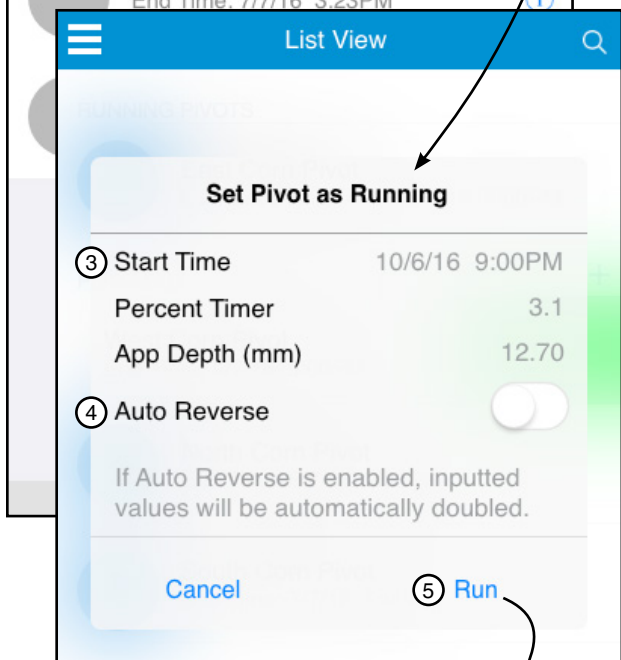 End Time: 7/7/16 3:23PM
List View
RUNNING PIVOTS
Set Pivot as Running
3 Start Time 10/6/16 9:00PM
Percent Timer 3.1
App Depth (mm) 12.70
4 Auto Reverse
If Auto Reverse is enabled, inputted
values will be automatically doubled.
Cancel 5 Run